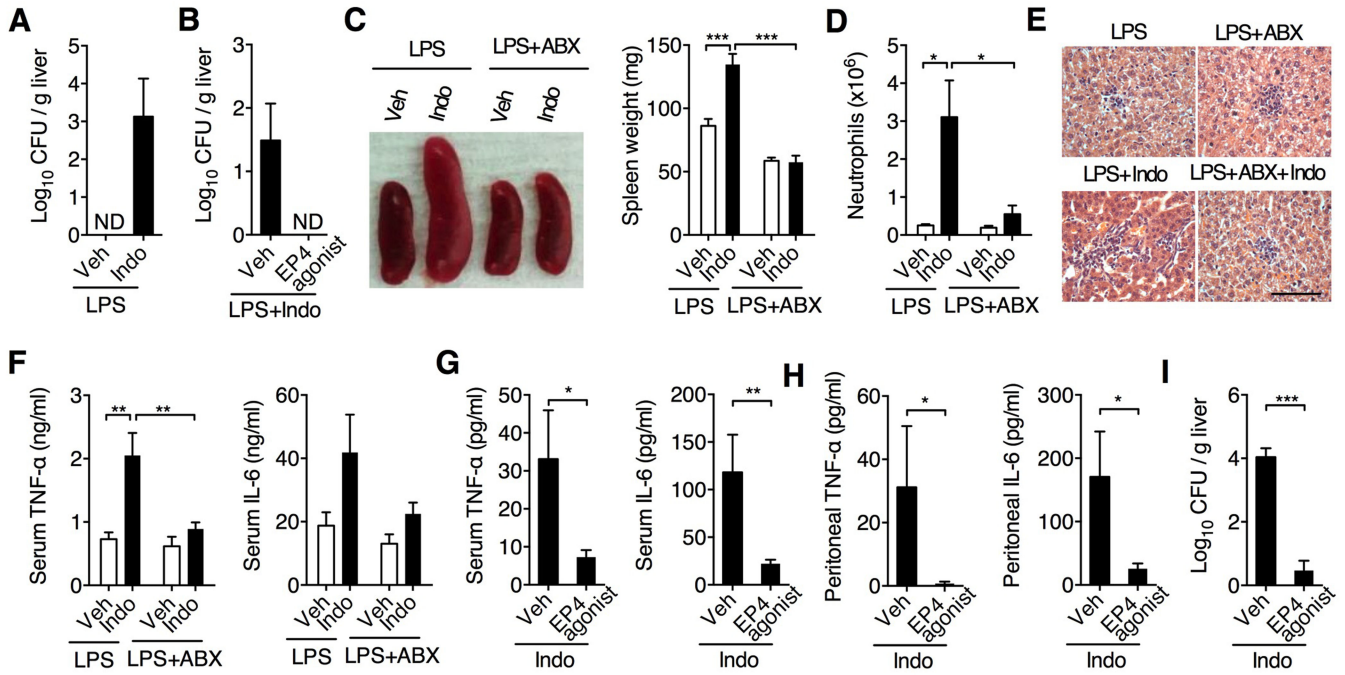 A
Log10 CFU / g liver
5
4
3
2
1
0
ND
Veh
Indo
LPS
B
Log10 CFU / g liver
3
2
1
0
ND
Veh
EP4
agonist
LPS+Indo
C
LPS
LPS+ABX
Veh
Indo
Veh
Indo
Spleen weight (mg)
150
100
50
0
***
***
Veh
Indo
Veh
Indo
LPS
LPS+ABX
D
Neutrophils (x10⁶)
5
4
3
2
1
0
*
*
Veh
Indo
Veh
Indo
LPS
LPS+ABX
E
LPS
LPS+ABX
LPS+Indo
LPS+ABX+Indo
F
Serum TNF-α (ng/ml)
3
2
1
0
**
**
Veh
Indo
Veh
Indo
LPS
LPS+ABX
Serum IL-6 (ng/ml)
60
40
20
0
Veh
Indo
Veh
Indo
LPS
LPS+ABX
G
Serum TNF-α (pg/ml)
50
40
30
20
10
0
*
Veh
EP4
agonist
Indo
Serum IL-6 (pg/ml)
200
150
100
50
0
**
Veh
EP4
agonist
Indo
H
Peritoneal TNF-α (pg/ml)
60
40
20
0
*
Veh
EP4
agonist
Indo
Peritoneal IL-6 (pg/ml)
300
200
100
0
*
Veh
EP4
agonist
Indo
I
Log10 CFU / g liver
6
4
2
0
***
Veh
EP4
agonist
Indo